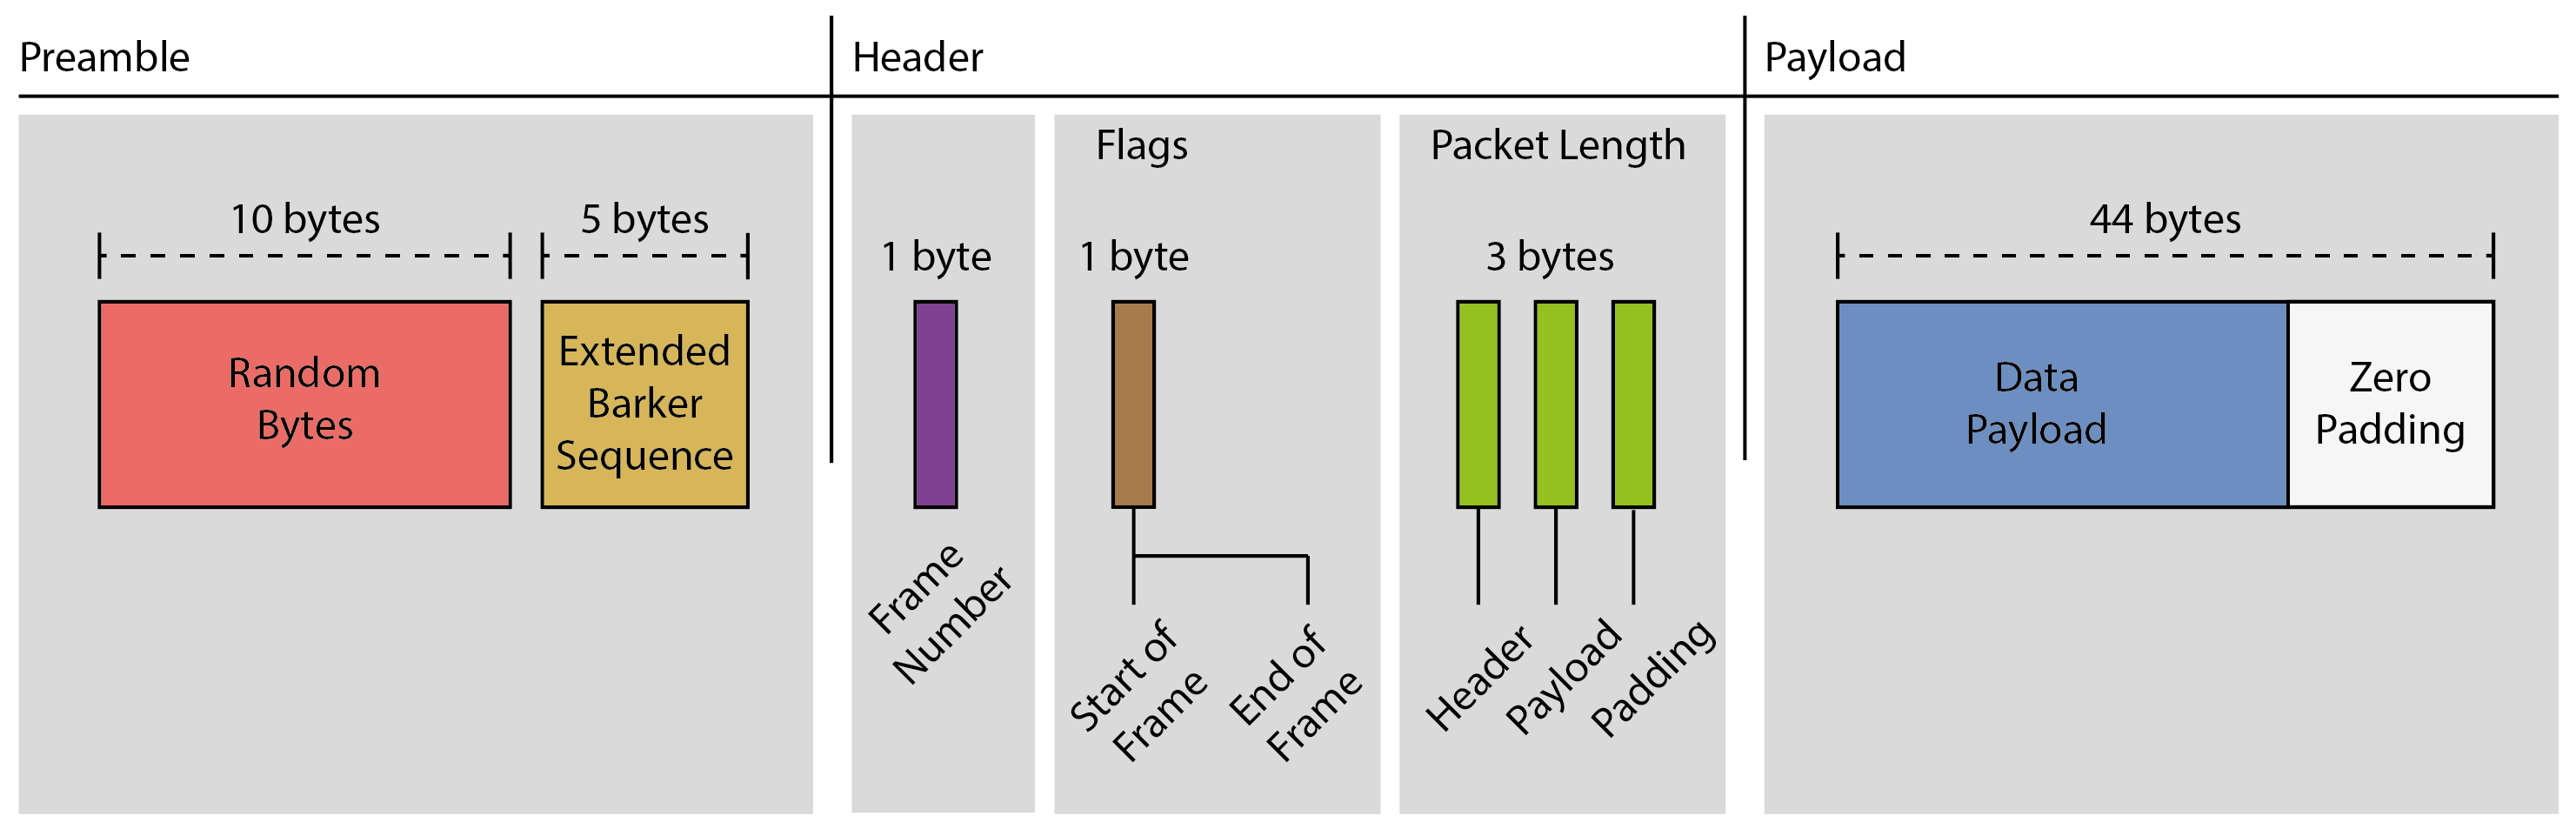 Preamble
Header
Payload
Flags
Packet Length
10 bytes
5 bytes
1 byte
1 byte
3 bytes
44 bytes
Random
Bytes
Extended
Barker
Sequence
Data
Payload
Zero
Padding
Frame
Number
Start of
Frame
End of
Frame
Header
Payload
Padding